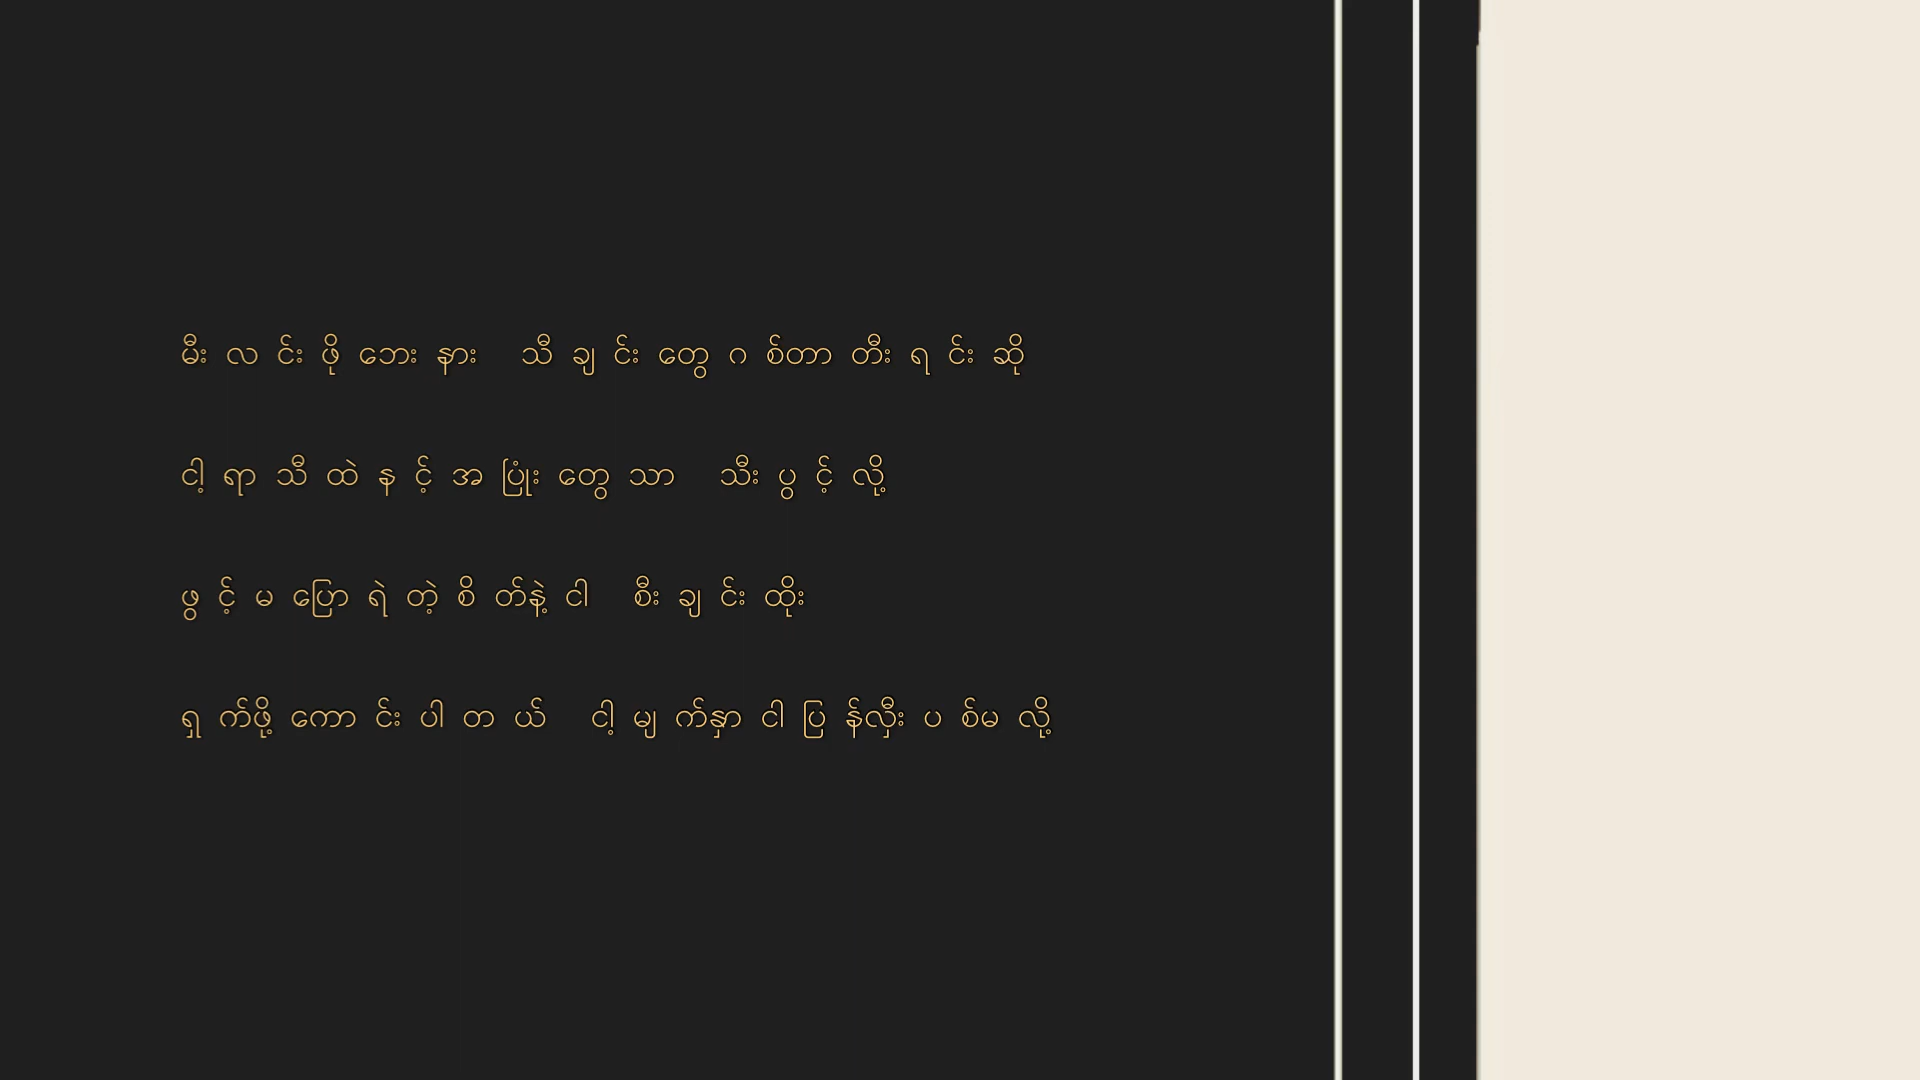 မီးလင်းဖိုဘေးနား သီချင်းတွေဂစ်တာတီးရင်းဆို
ငါ့ရာသီထဲနင့်အပြုံးတွေသာ သီးပွင့်လို့
ဖွင့်မပြောရဲတဲ့စိတ်နဲ့ငါ စီးချင်းထိုး
ရှက်ဖို့ကောင်းပါတယ် ငါ့မျက်နှာငါပြန်လှီးပစ်မလို့